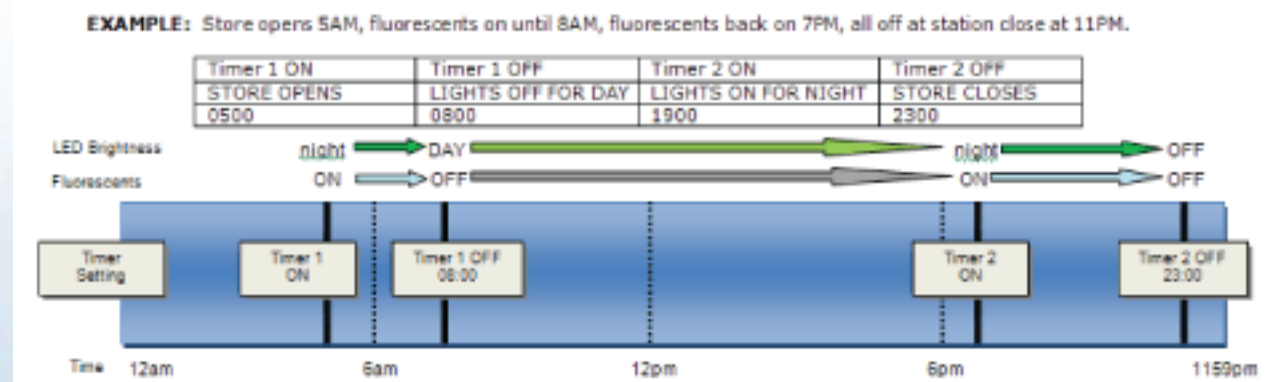 EXAMPLE: Store opens 5AM, fluorescents on until 8AM, fluorescents back on 7PM, all off at station close at 11PM.
Timer 1 ON Timer 1 OFF Timer 2 ON Timer 2 OFF
STORE OPENS LIGHTS OFF FOR DAY LIGHTS ON FOR NIGHT STORE CLOSES
0500 0800 1900 2300
LED Brightness night DAY night OFF
Fluorescents ON OFF ON OFF
Timer Setting
Timer 1 ON
Timer 1 OFF 08:00
Timer 2 ON
Timer 2 OFF 23:00
Time 12am 6am 12pm 6pm 1159pm